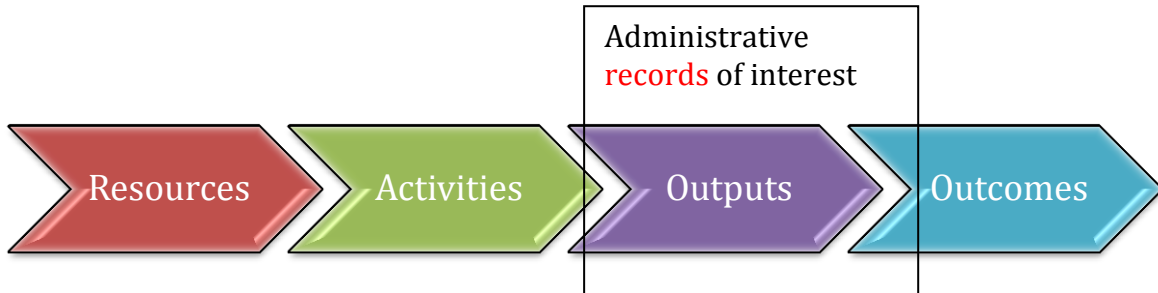 Administrative
records of interest
Resources
Activities
Outputs
Outcomes